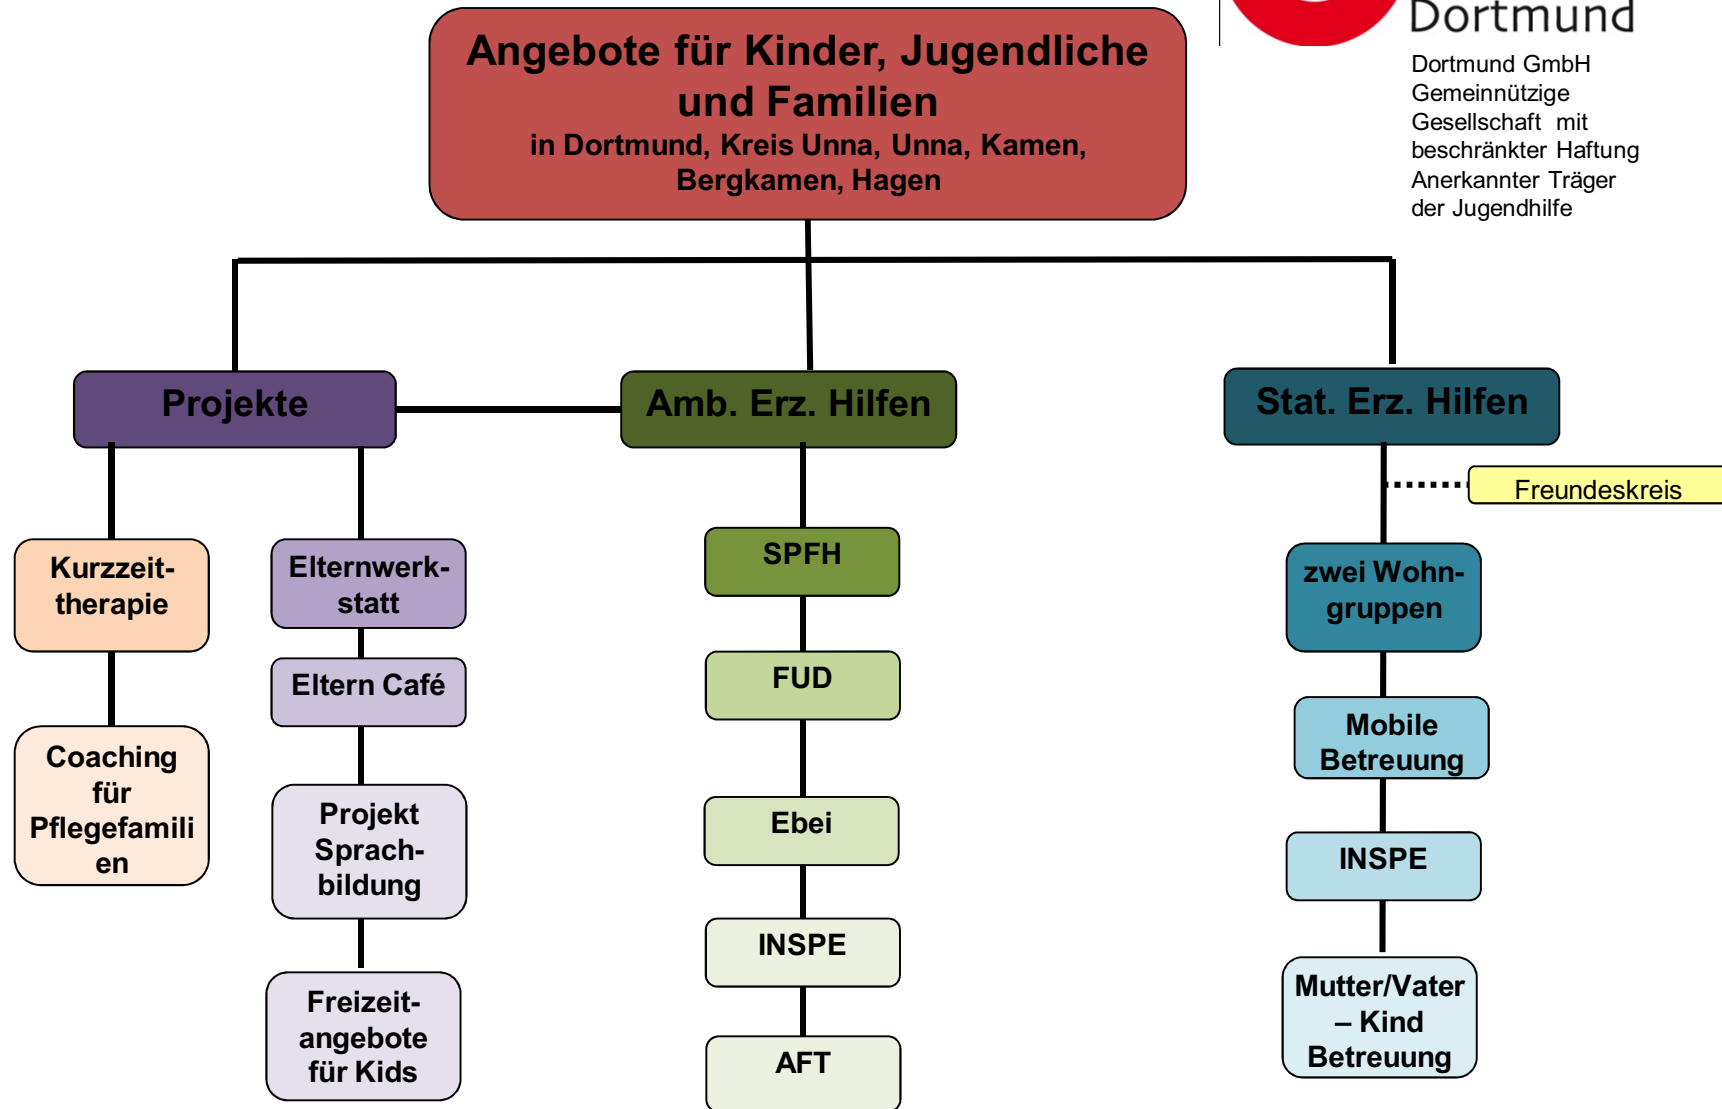 Dortmund
Dortmund GmbH
Gemeinnützige
Gesellschaft mit
beschränkter Haftung
Anerkannter Träger
der Jugendhilfe
Angebote für Kinder, Jugendliche
und Familien
in Dortmund, Kreis Unna, Unna, Kamen,
Bergkamen, Hagen
Projekte
Amb. Erz. Hilfen
Stat. Erz. Hilfen
Freundeskreis
Kurzzeit-
therapie
Coaching
für
Pflegefamili
en
Elternwerk-
statt
Eltern Café
Projekt
Sprach-
bildung
Freizeit-
angebote
für Kids
SPFH
FUD
Ebei
INSPE
AFT
zwei Wohn-
gruppen
Mobile
Betreuung
INSPE
Mutter/Vater
– Kind
Betreuung